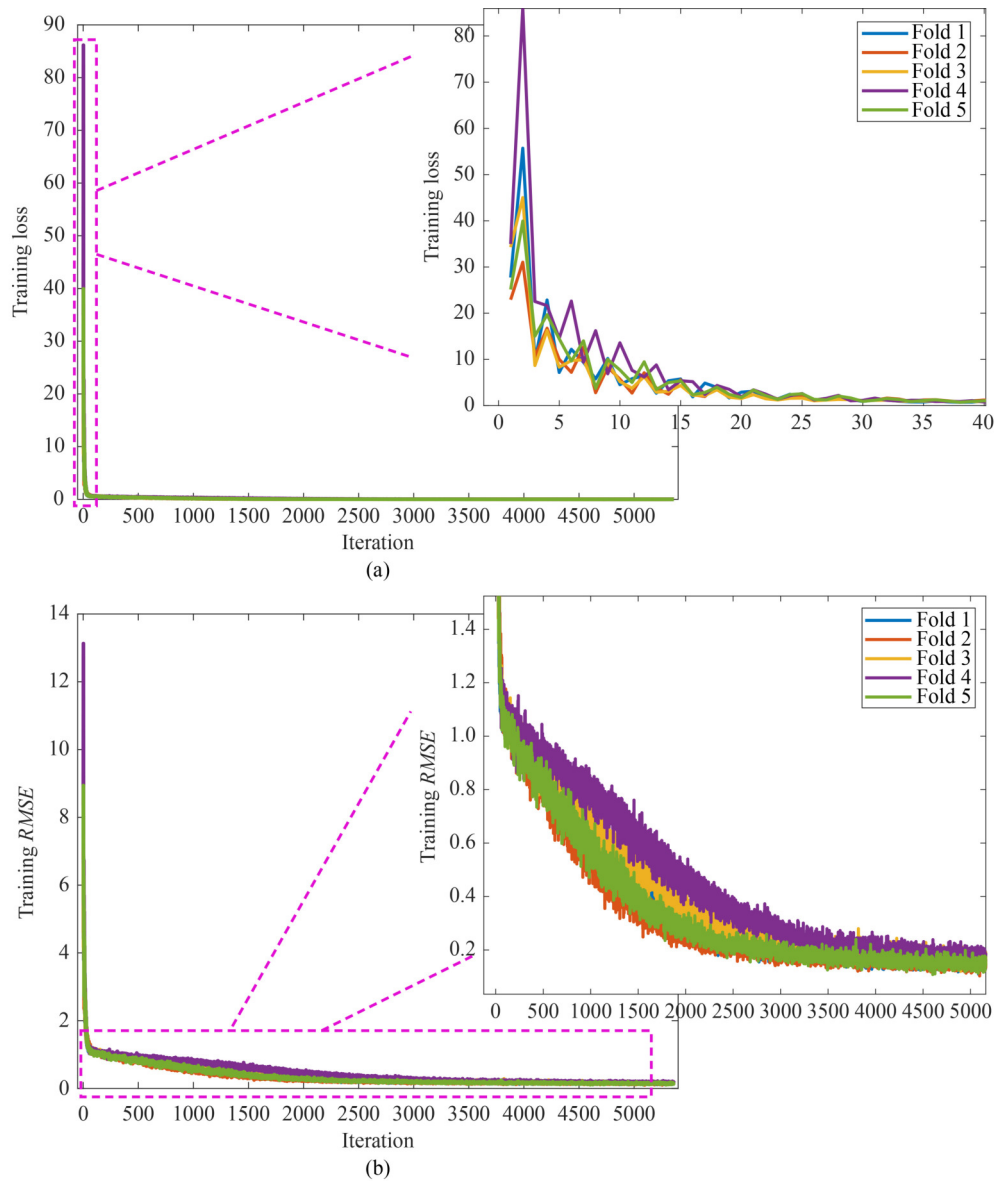 90
80
70
60
50
40
30
20
10
0
Training loss
0 500 1000 1500 2000 2500 3000 3500 4000 4500 5000
Iteration
80
70
60
50
40
30
20
10
0
Training loss
0 5 10 15 20 25 30 35 40
Fold 1
Fold 2
Fold 3
Fold 4
Fold 5
(a)
14
12
10
8
6
4
2
0
Training RMSE
0 500 1000 1500 2000 2500 3000 3500 4000 4500 5000
Iteration
1.4
1.2
1.0
0.8
0.6
0.4
0.2
Training RMSE
0 500 1000 1500 2000 2500 3000 3500 4000 4500 5000
Fold 1
Fold 2
Fold 3
Fold 4
Fold 5
(b)